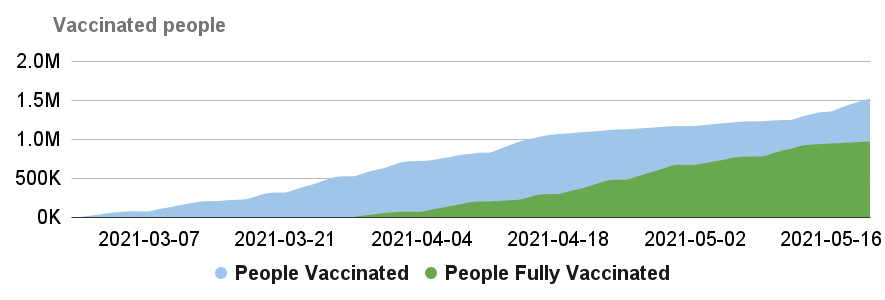 Vaccinated people
2.0M
1.5M
1.0M
500K
0K
2021-03-07 2021-03-21 2021-04-04 2021-04-18 2021-05-02 2021-05-16
People Vaccinated People Fully Vaccinated